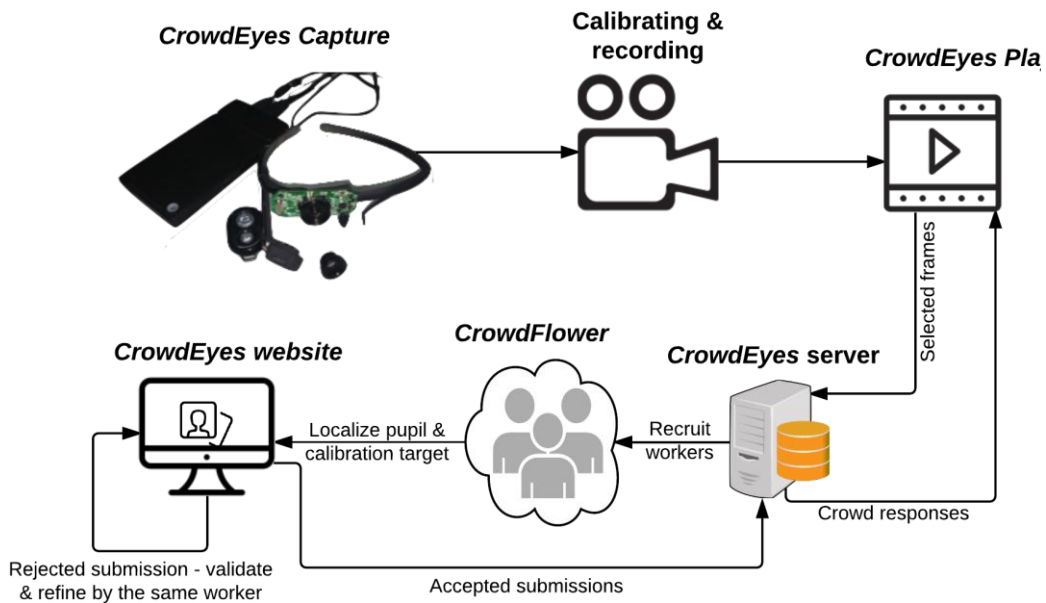 CrowdEyes Capture
Calibrating &
recording
CrowdEyes
Selected frames
CrowdEyes website
CrowdFlower
CrowdEyes server
Localize pupil &
calibration target
Recruit
workers
Crowd responses
Rejected submission - validate
& refine by the same worker
Accepted submissions